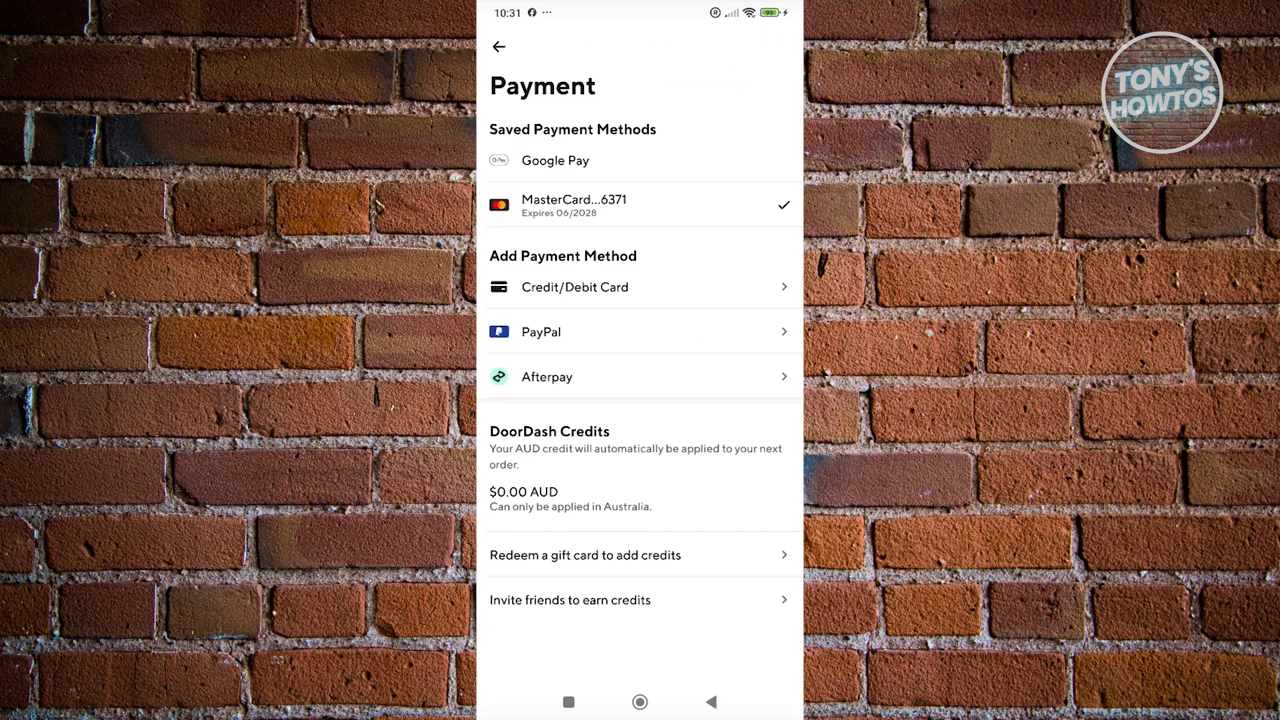 10:31
TONY'S
HOWTOS
Payment
Saved Payment Methods
G Pay
Google Pay
MasterCard...6371
Expires 06/2028
Add Payment Method
Credit/Debit Card
PayPal
Afterpay
DoorDash Credits
Your AUD credit will automatically be applied to your next
order.
$0.00 AUD
Can only be applied in Australia.
Redeem a gift card to add credits
Invite friends to earn credits